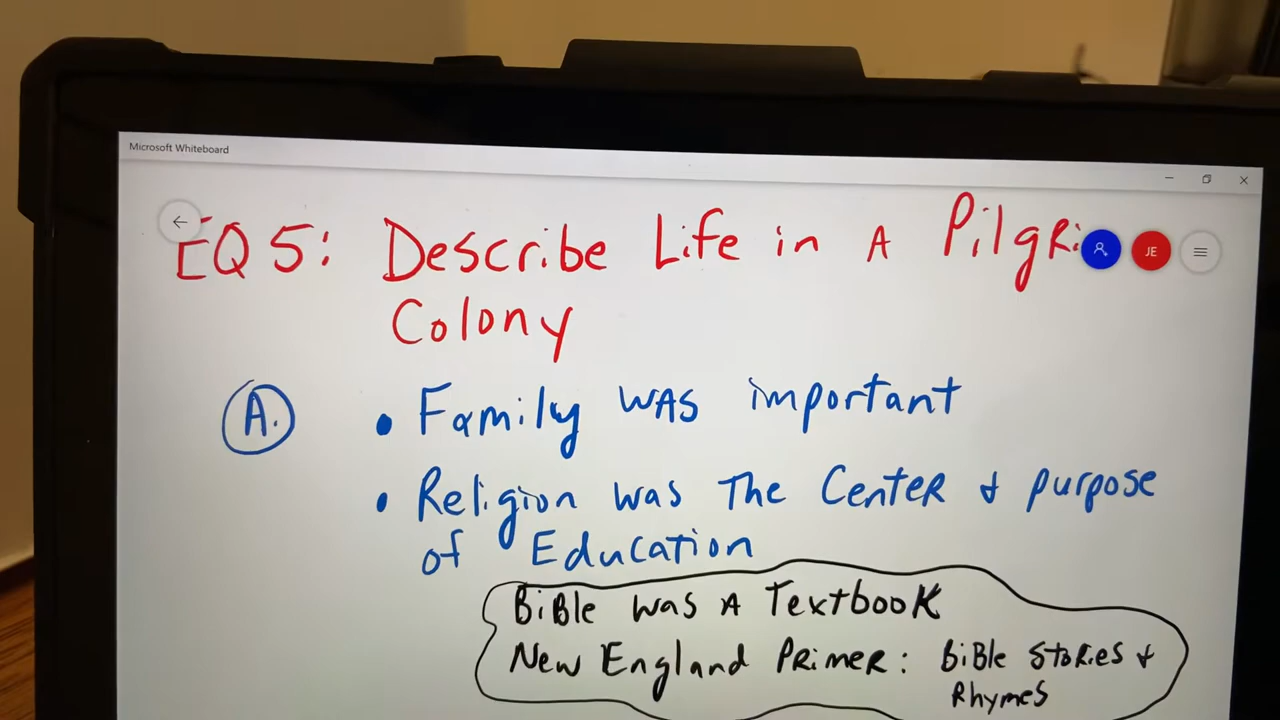 Microsoft Whiteboard
EQ 5: Describe Life in A Pilgri
JE
Colony
A. • Family was important
• Religion was The Center & purpose
of Education
Bible was A Textbook
New England Primer: Bible Stories &
Rhymes